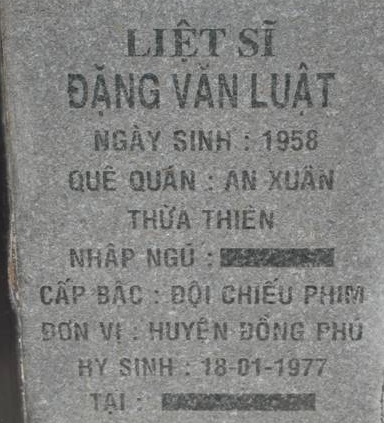 LIỆT SĨ
ĐẶNG VĂN LUẬT
NGÀY SINH : 1958
QUÊ QUÁN : AN XUÂN
THỪA THIÊN
NHẬP NGŨ :
CẤP BẬC : ĐỘI CHIẾU PHIM
ĐƠN VỊ : HUYỆN ĐỒNG PHÚ
HY SINH : 18-01-1977
TẠI :